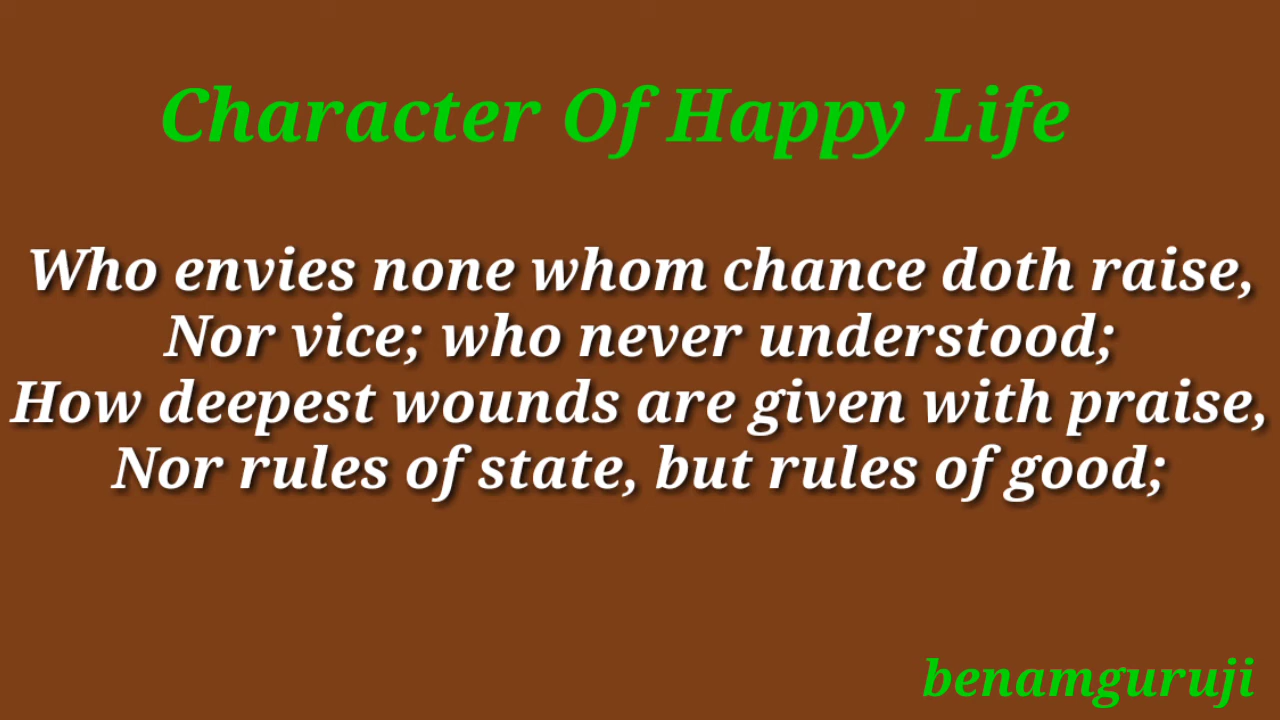 Character Of Happy Life
Who envies none whom chance doth raise,
Nor vice; who never understood;
How deepest wounds are given with praise,
Nor rules of state, but rules of good;
benamguruji